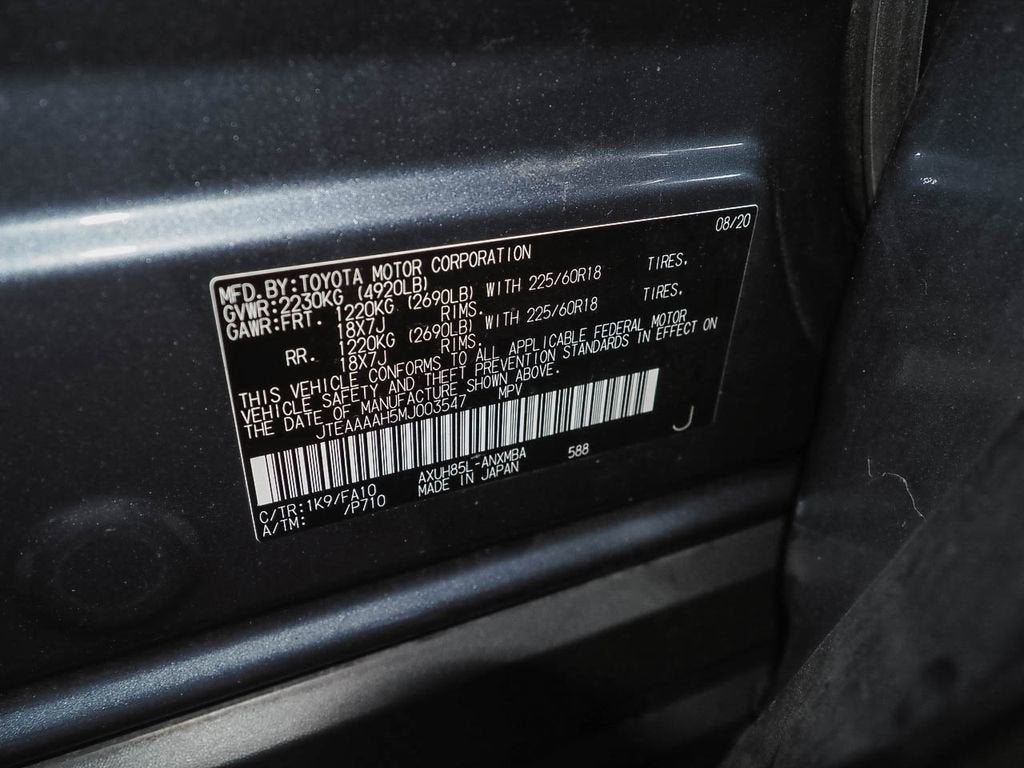 08/20
MFD.BY:TOYOTA MOTOR CORPORATION
GVWR:2230KG (4920LB)
GAWR:FRT. 1220KG (2690LB) WITH 225/60R18 TIRES,
18X7J RIMS.
RR. 1220KG (2690LB) WITH 225/60R18 TIRES,
18X7J RIMS.
THIS VEHICLE CONFORMS TO ALL APPLICABLE FEDERAL MOTOR
VEHICLE SAFETY AND THEFT PREVENTION STANDARDS IN EFFECT ON
THE DATE OF MANUFACTURE SHOWN ABOVE.
JTEAAAAH5MJ003547 MPV
J
C/TR:1K9/FA10 AXUH85L-ANXMBA 588
A/TM: /P710 MADE IN JAPAN